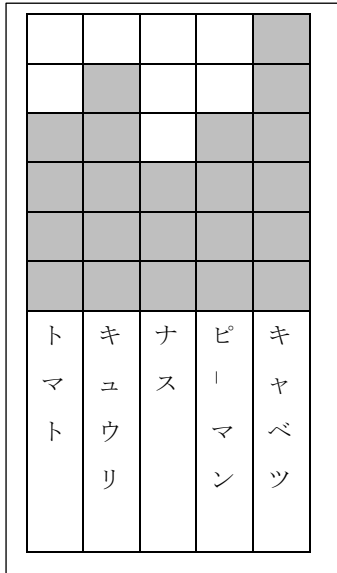 トマト
キュウリ
ナス
ピーマン
キャベツ